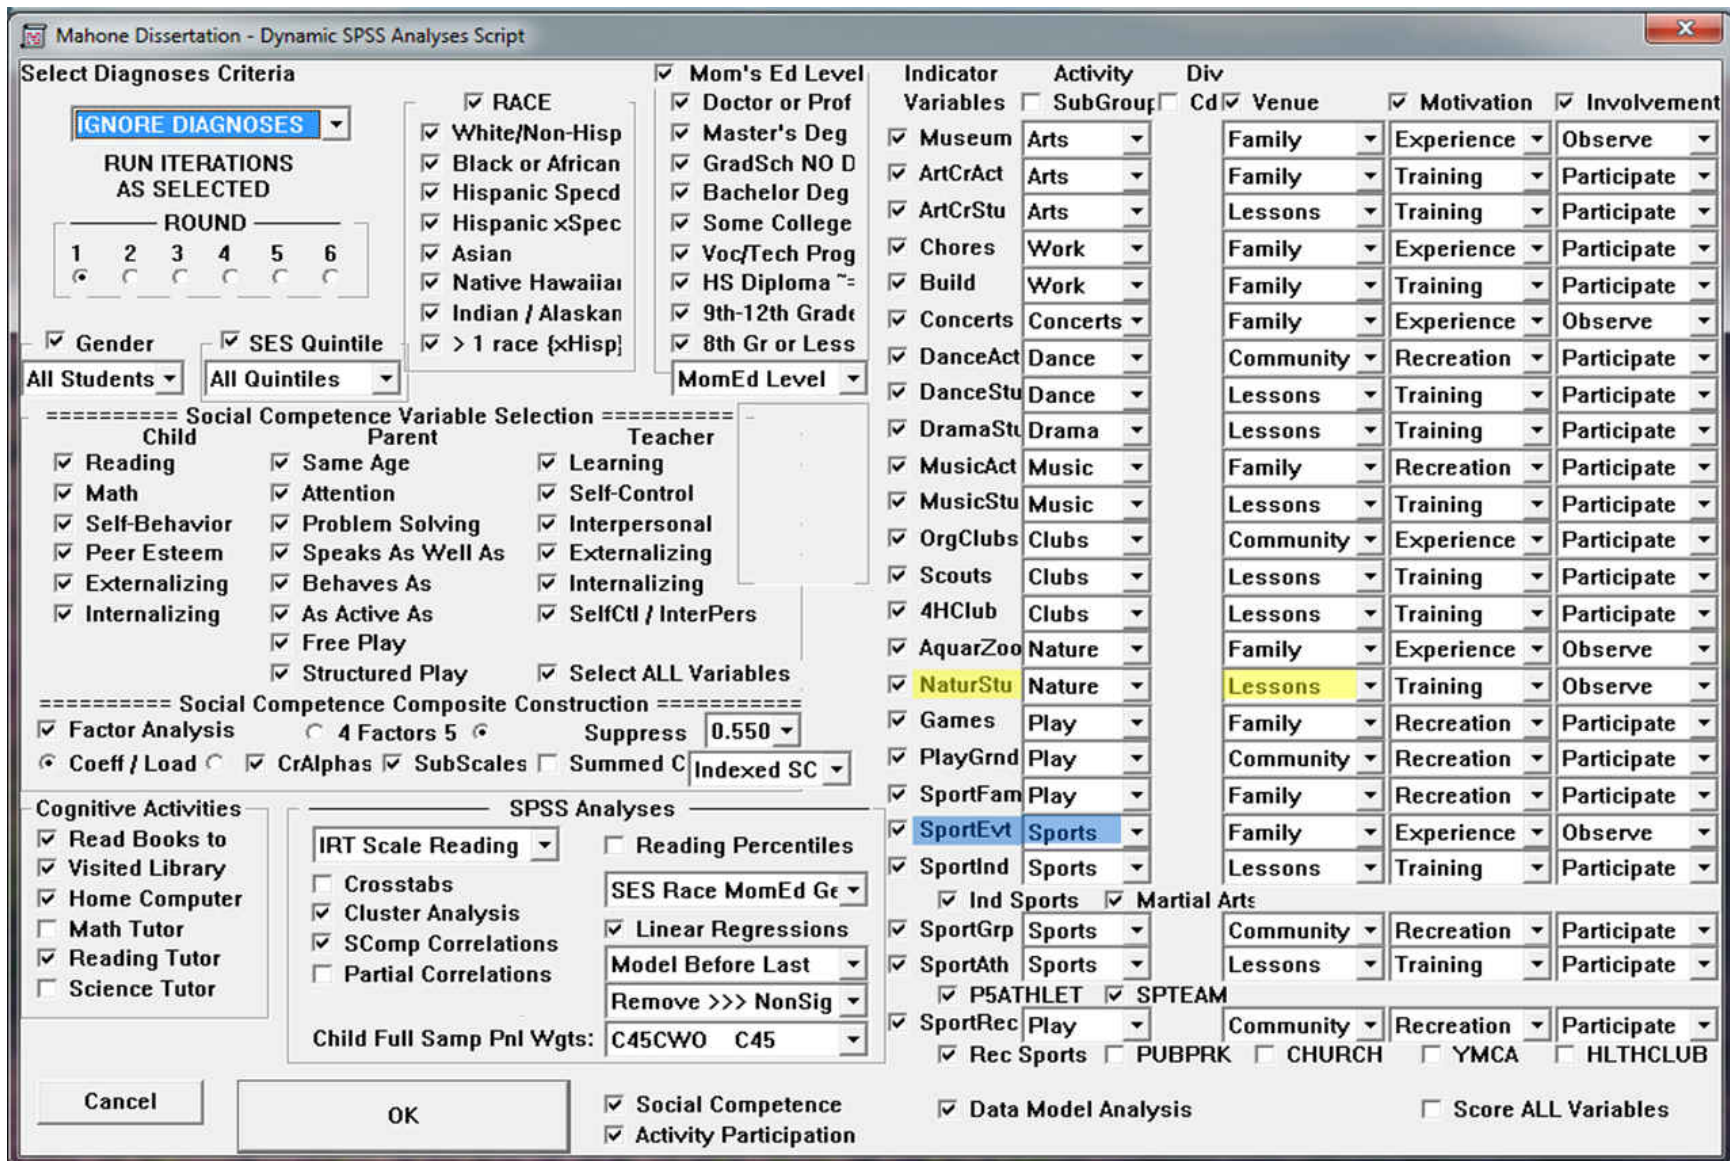 Mahone Dissertation - Dynamic SPSS Analyses Script
Select Diagnoses Criteria
IGNORE DIAGNOSES
RUN ITERATIONS
AS SELECTED
ROUND
1 2 3 4 5 6
Gender
All Students
SES Quintile
All Quintiles
RACE
White/Non-Hisp
Black or African
Hispanic Specd
Hispanic xSpec
Asian
Native Hawaiian
Indian / Alaskan
> 1 race {xHisp}
Mom's Ed Level
Doctor or Prof
Master's Deg
GradSch NO D
Bachelor Deg
Some College
Voc/Tech Prog
HS Diploma ~=
9th-12th Grade
8th Gr or Less
MomEd Level
========== Social Competence Variable Selection ==========
Child Parent Teacher
Reading Same Age Learning
Math Attention Self-Control
Self-Behavior Problem Solving Interpersonal
Peer Esteem Speaks As Well As Externalizing
Externalizing Behaves As Internalizing
Internalizing As Active As SelfCtl / InterPers
Free Play
Structured Play Select ALL Variables
========== Social Competence Composite Construction ===========
Factor Analysis 4 Factors 5 Suppress 0.550
Coeff / Load CrAlphas SubScales Summed C Indexed SC
Cognitive Activities
Read Books to
Visited Library
Home Computer
Math Tutor
Reading Tutor
Science Tutor
SPSS Analyses
IRT Scale Reading Reading Percentiles
Crosstabs SES Race MomEd Ge
Cluster Analysis Linear Regressions
SComp Correlations Model Before Last
Partial Correlations Remove >>> NonSig
Child Full Samp Pnl Wgts: C45CWO C45
Cancel
OK
Social Competence
Activity Participation
Indicator Activity Div
Variables SubGroup Cd Venue Motivation Involvement
Museum Arts Family Experience Observe
ArtCrAct Arts Family Training Participate
ArtCrStu Arts Lessons Training Participate
Chores Work Family Experience Participate
Build Work Family Training Participate
Concerts Concerts Family Experience Observe
DanceAct Dance Community Recreation Participate
DanceStu Dance Lessons Training Participate
DramaStu Drama Lessons Training Participate
MusicAct Music Family Recreation Participate
MusicStu Music Lessons Training Participate
OrgClubs Clubs Community Experience Participate
Scouts Clubs Lessons Training Participate
4HClub Clubs Lessons Training Participate
AquarZoo Nature Family Experience Observe
NaturStu Nature Lessons Training Observe
Games Play Family Recreation Participate
PlayGrnd Play Community Recreation Participate
SportFam Play Family Recreation Participate
SportEvt Sports Family Experience Observe
SportInd Sports Lessons Training Participate
Ind Sports Martial Arts
SportGrp Sports Community Recreation Participate
SportAth Sports Lessons Training Participate
P5ATHLET SPTEAM
SportRec Play Community Recreation Participate
Rec Sports PUBPRK CHURCH YMCA HLTHCLUB
Data Model Analysis Score ALL Variables